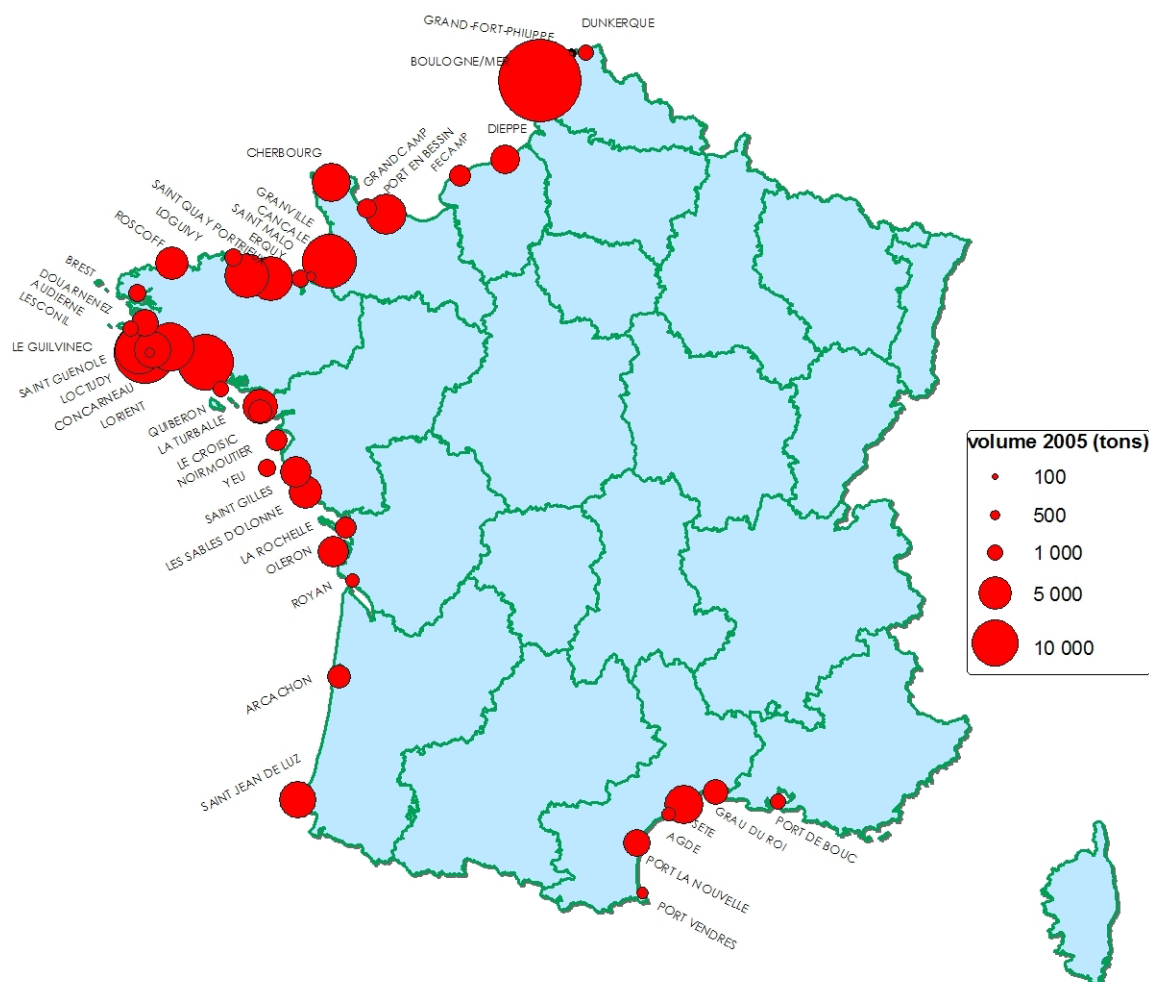 GRAND-FORT-PHILIPPE
DUNKERQUE
BOULOGNE/MER
DIEPPE
FECAMP
PORT EN BESSIN
GRANDCAMP
CHERBOURG
GRANVILLE
CANCALE
SAINT MALO
ERQUY
SAINT QUAY PORTRIEUX
LOGUIVY
ROSCOFF
BREST
DOUARNENEZ
AUDIERNE
LESCONIL
LE GUILVINEC
SAINT GUENOLE
LOCTUDY
CONCARNEAU
LORIENT
QUIBERON
LA TURBALLE
LE CROISIC
NOIRMOUTIER
YEU
SAINT GILLES
LES SABLES D'OLONNE
LA ROCHELLE
OLERON
ROYAN
ARCACHON
SAINT JEAN DE LUZ
SETE
AGDE
GRAU DU ROI
PORT DE BOUC
PORT LA NOUVELLE
PORT VENDRES
volume 2005 (tons)
100
500
1 000
5 000
10 000